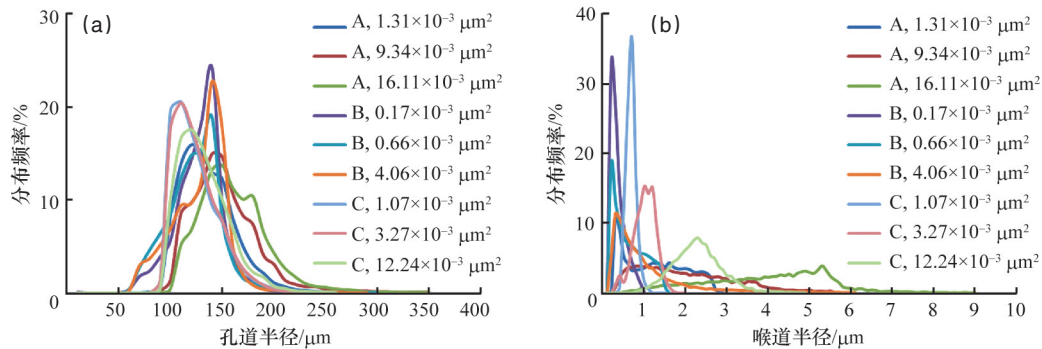 (a)
A, 1.31×10⁻³ μm²
A, 9.34×10⁻³ μm²
A, 16.11×10⁻³ μm²
B, 0.17×10⁻³ μm²
B, 0.66×10⁻³ μm²
B, 4.06×10⁻³ μm²
C, 1.07×10⁻³ μm²
C, 3.27×10⁻³ μm²
C, 12.24×10⁻³ μm²
30
20
10
0
分布频率/%
50 100 150 200 250 300 350 400
孔道半径/μm
(b)
A, 1.31×10⁻³ μm²
A, 9.34×10⁻³ μm²
A, 16.11×10⁻³ μm²
B, 0.17×10⁻³ μm²
B, 0.66×10⁻³ μm²
B, 4.06×10⁻³ μm²
C, 1.07×10⁻³ μm²
C, 3.27×10⁻³ μm²
C, 12.24×10⁻³ μm²
40
30
20
10
0
分布频率/%
1 2 3 4 5 6 7 8 9 10
喉道半径/μm